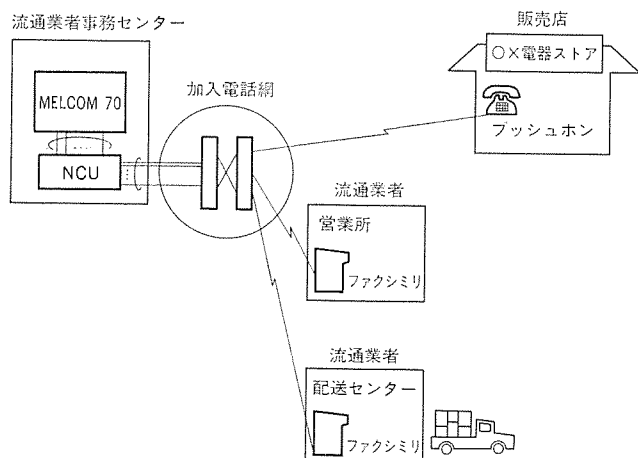 流通業者事務センター
MELCOM 70
NCU
加入電話網
販売店
○×電器ストア
プッシュホン
流通業者
営業所
ファクシミリ
流通業者
配送センター
ファクシミリ